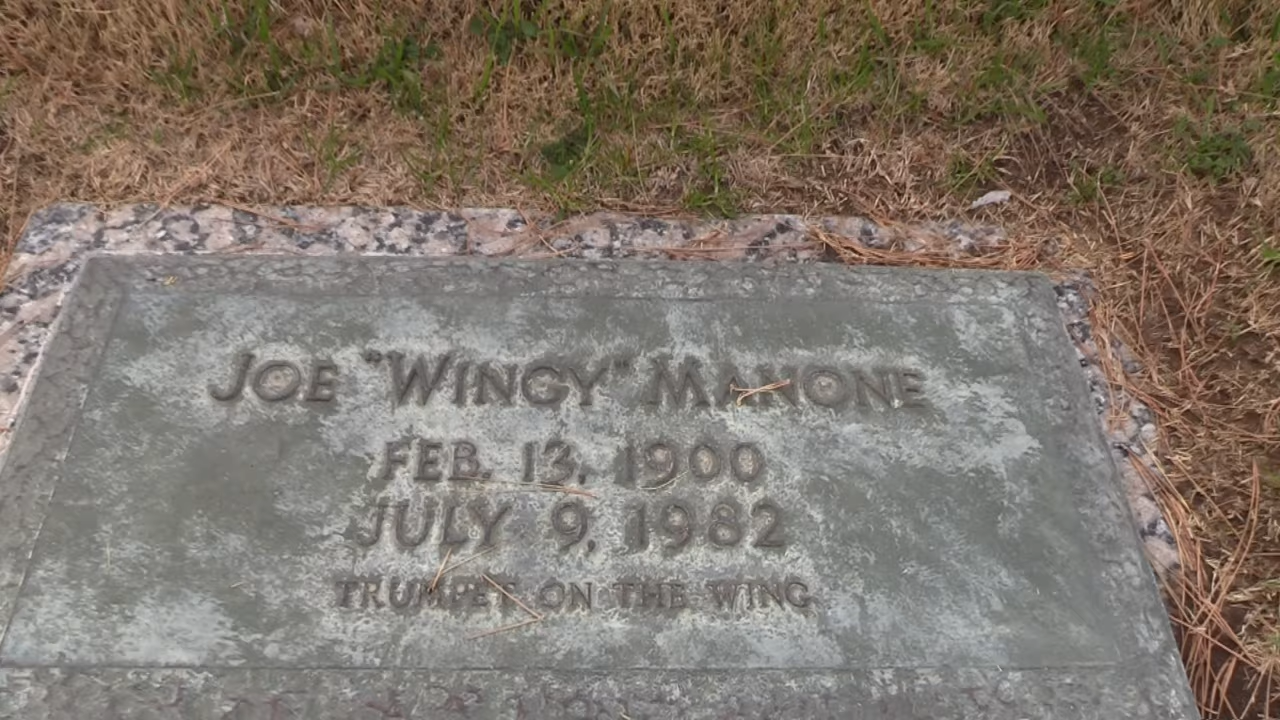 JOE "WINGY" MANONE
FEB. 13, 1900
JULY 9, 1982
TRUMPET ON THE WING